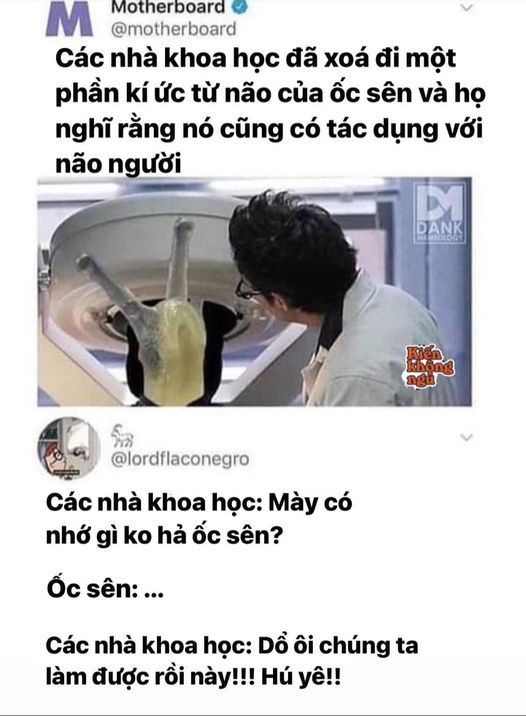 Motherboard
@motherboard
Các nhà khoa học đã xoá đi một
phần kí ức từ não của ốc sên và họ
nghĩ rằng nó cũng có tác dụng với
não người
DANK
MEMEOLOGY
Kiến
không
ngủ
@lordflaconegro
Các nhà khoa học: Mày có
nhớ gì ko hả ốc sên?
Ốc sên: ...
Các nhà khoa học: Dổ ôi chúng ta
làm được rồi này!!! Hú yê!!